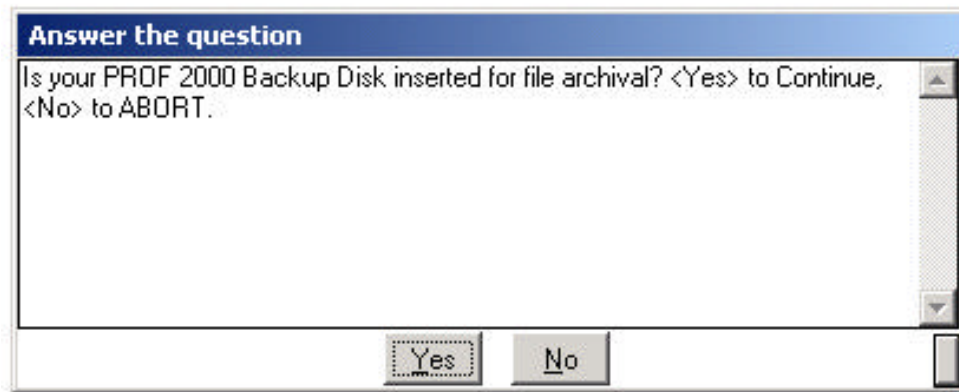 Answer the question
Is your PROF 2000 Backup Disk inserted for file archival? <Yes> to Continue,
<No> to ABORT.
Yes No